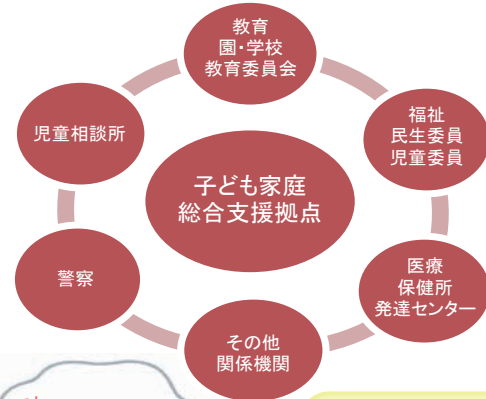 教育
園・学校
教育委員会
福祉
民生委員
児童委員
医療
保健所
発達センター
その他
関係機関
警察
児童相談所
子ども家庭
総合支援拠点